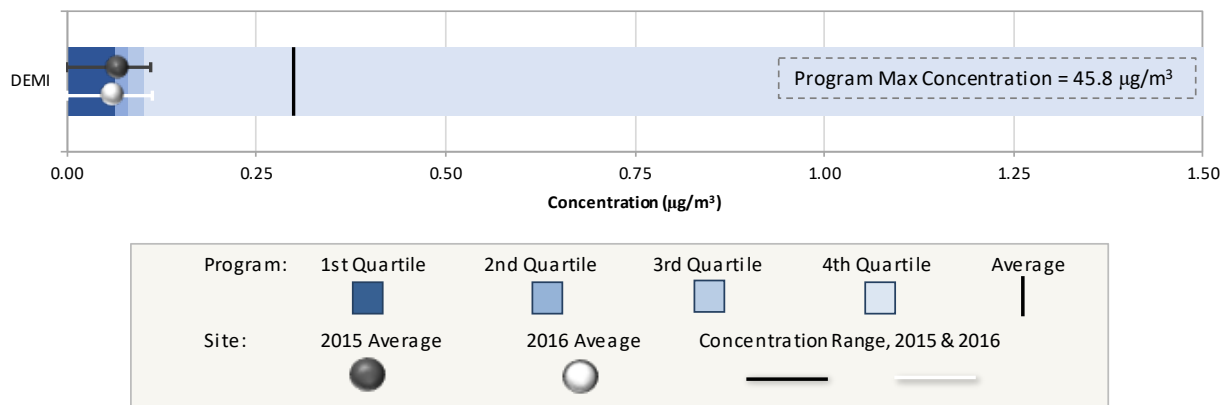 DEMI
Program Max Concentration = 45.8 µg/m³
0.00 0.25 0.50 0.75 1.00 1.25 1.50
Concentration (µg/m³)
Program: 1st Quartile 2nd Quartile 3rd Quartile 4th Quartile Average
Site: 2015 Average 2016 Aveage Concentration Range, 2015 & 2016